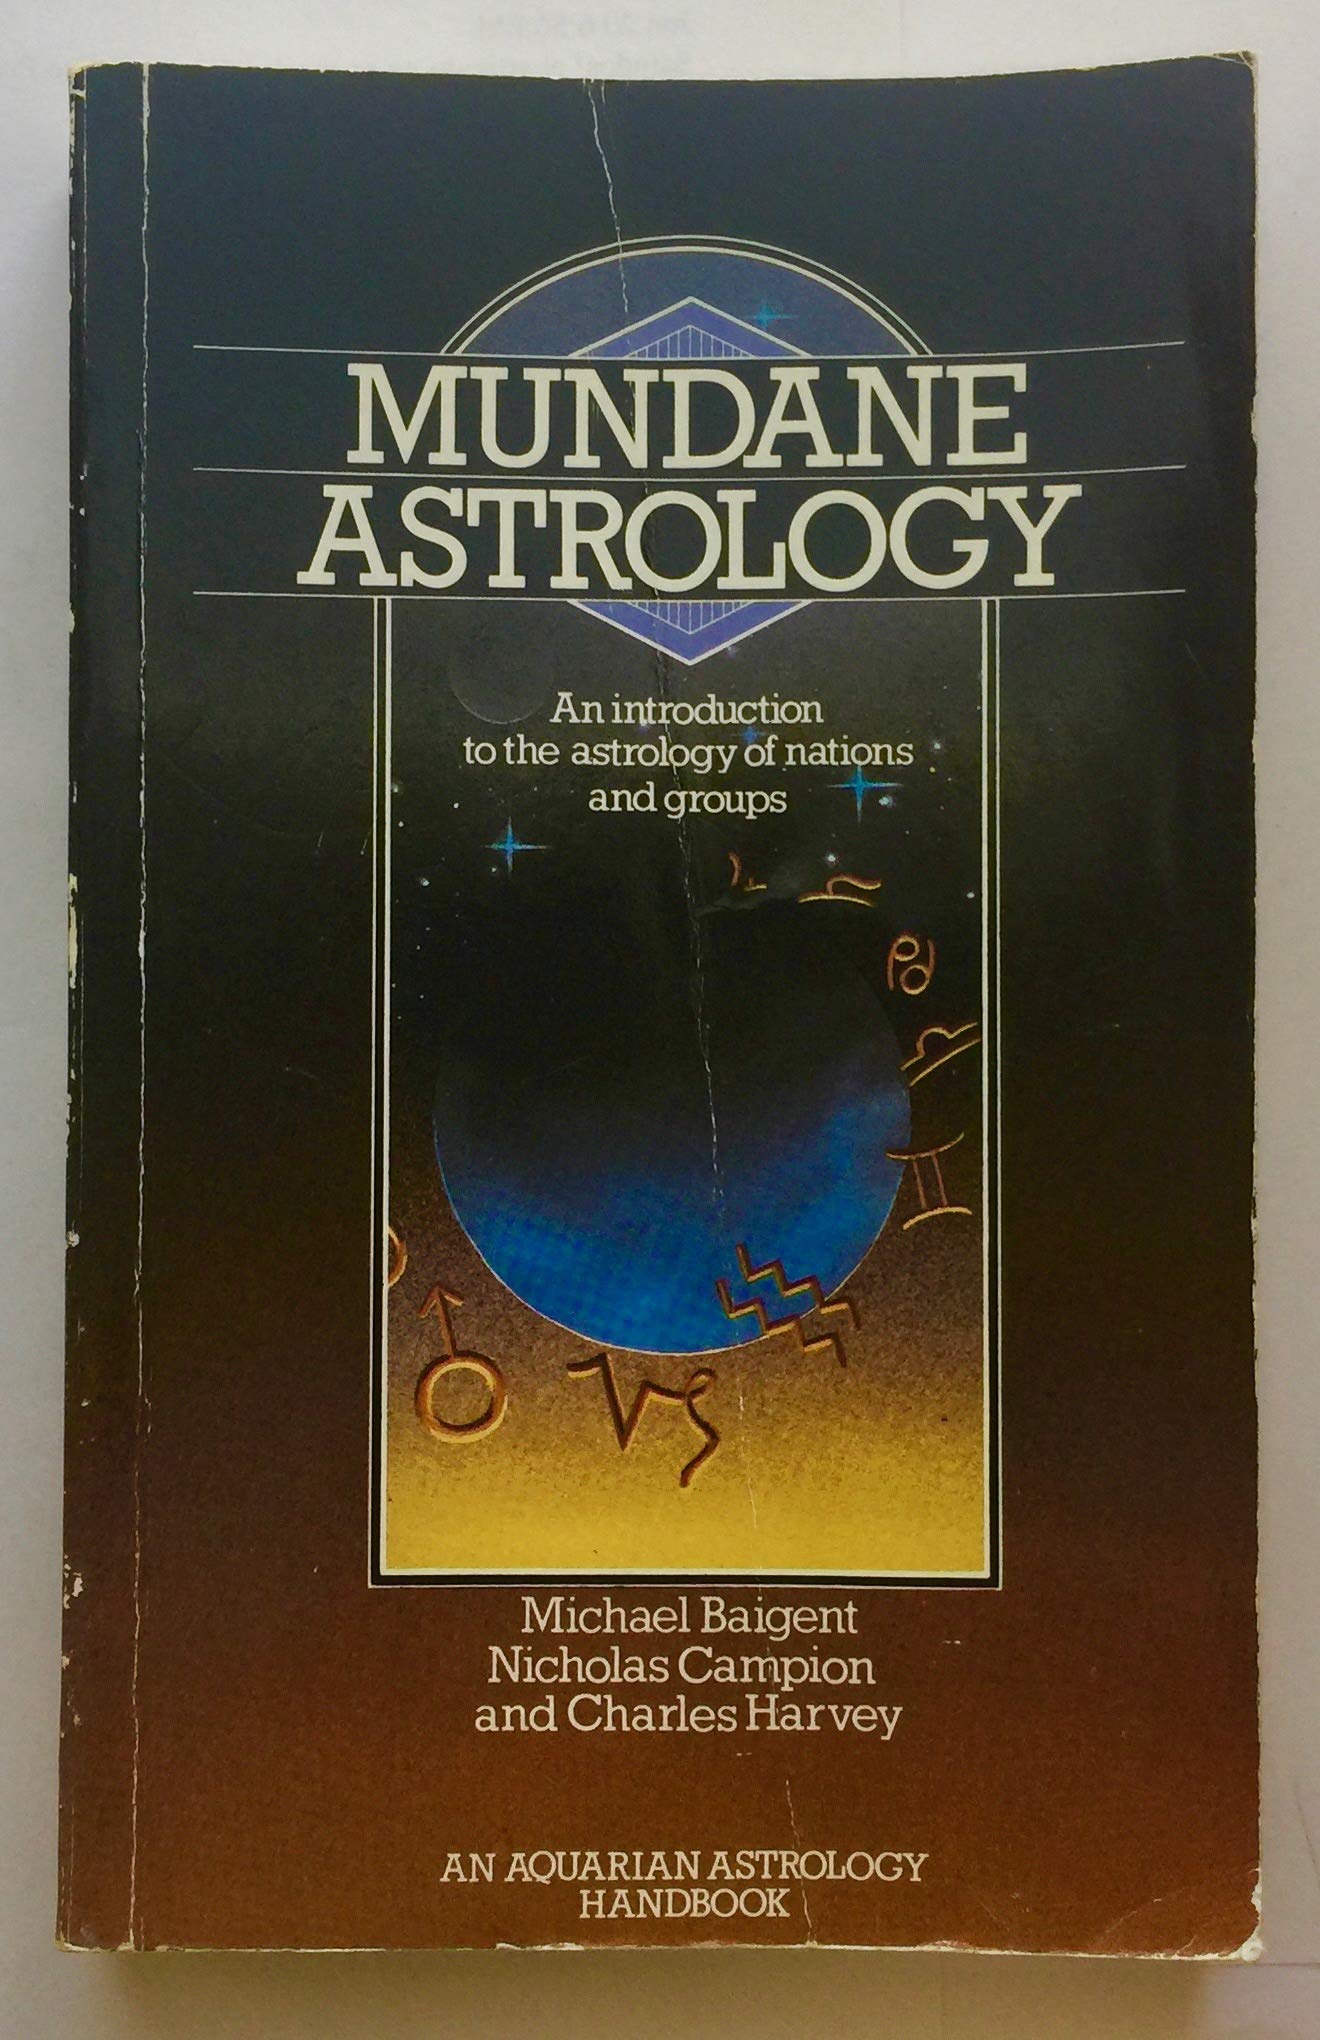 MUNDANE
ASTROLOGY
An introduction
to the astrology of nations
and groups
Michael Baigent
Nicholas Campion
and Charles Harvey
AN AQUARIAN ASTROLOGY
HANDBOOK